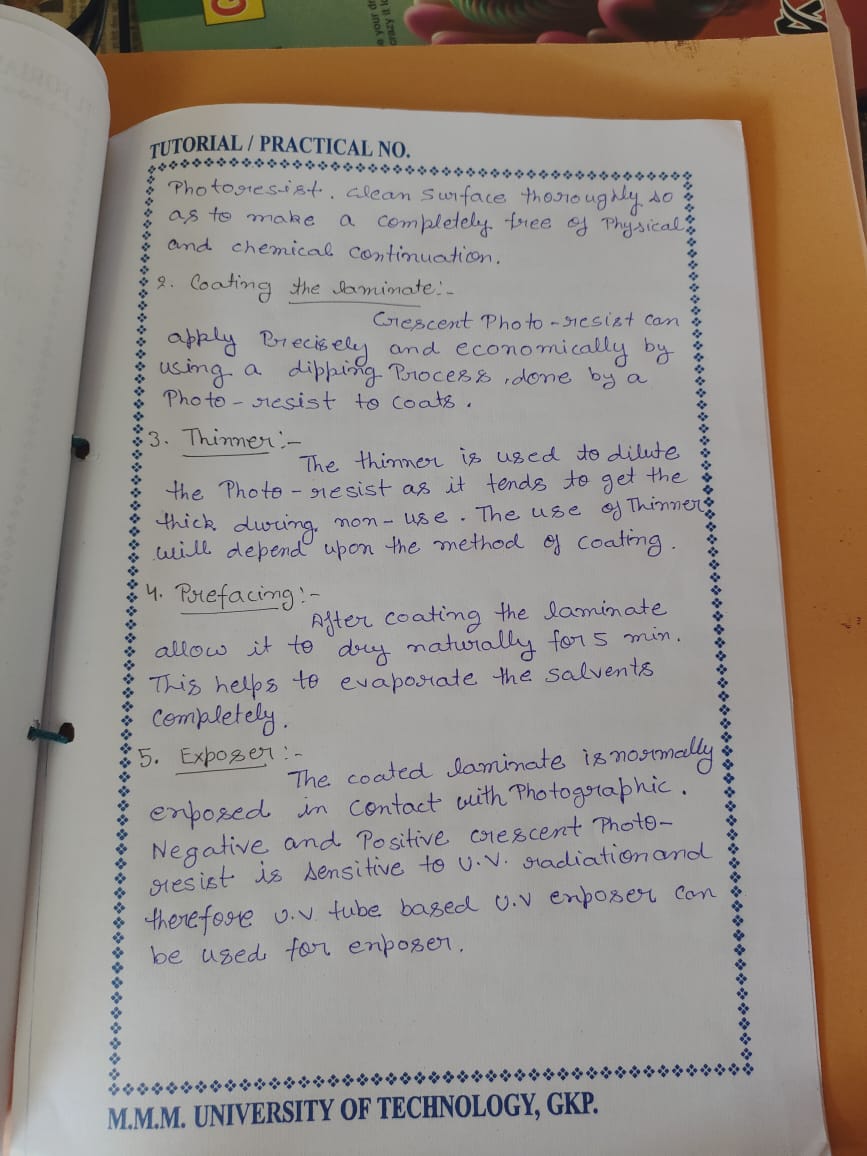 TUTORIAL / PRACTICAL NO.
Photoresist. Clean surface thoroughly so
as to make a completely free of Physical
and chemical Continuation.
2. Coating the laminate:-
Crescent Photo-resist can
apply Precisely and economically by
using a dipping Process, done by a
Photo-resist to coats.
3. Thinner:-
The thinner is used to dilute
the Photo-resist as it tends to get the
thick during non-use. The use of Thinner
will depend upon the method of coating.
4. Prefacing:-
After coating the laminate
allow it to dry naturally for 5 min.
This helps to evaporate the salvents
Completely.
5. Exposer:-
The coated laminate is normally
enposed in contact with Photographic.
Negative and Positive crescent Photo-
resist is sensitive to U.V. radiation and
therefore U.V tube based U.V enposer can
be used for enposer.
M.M.M. UNIVERSITY OF TECHNOLOGY, GKP.